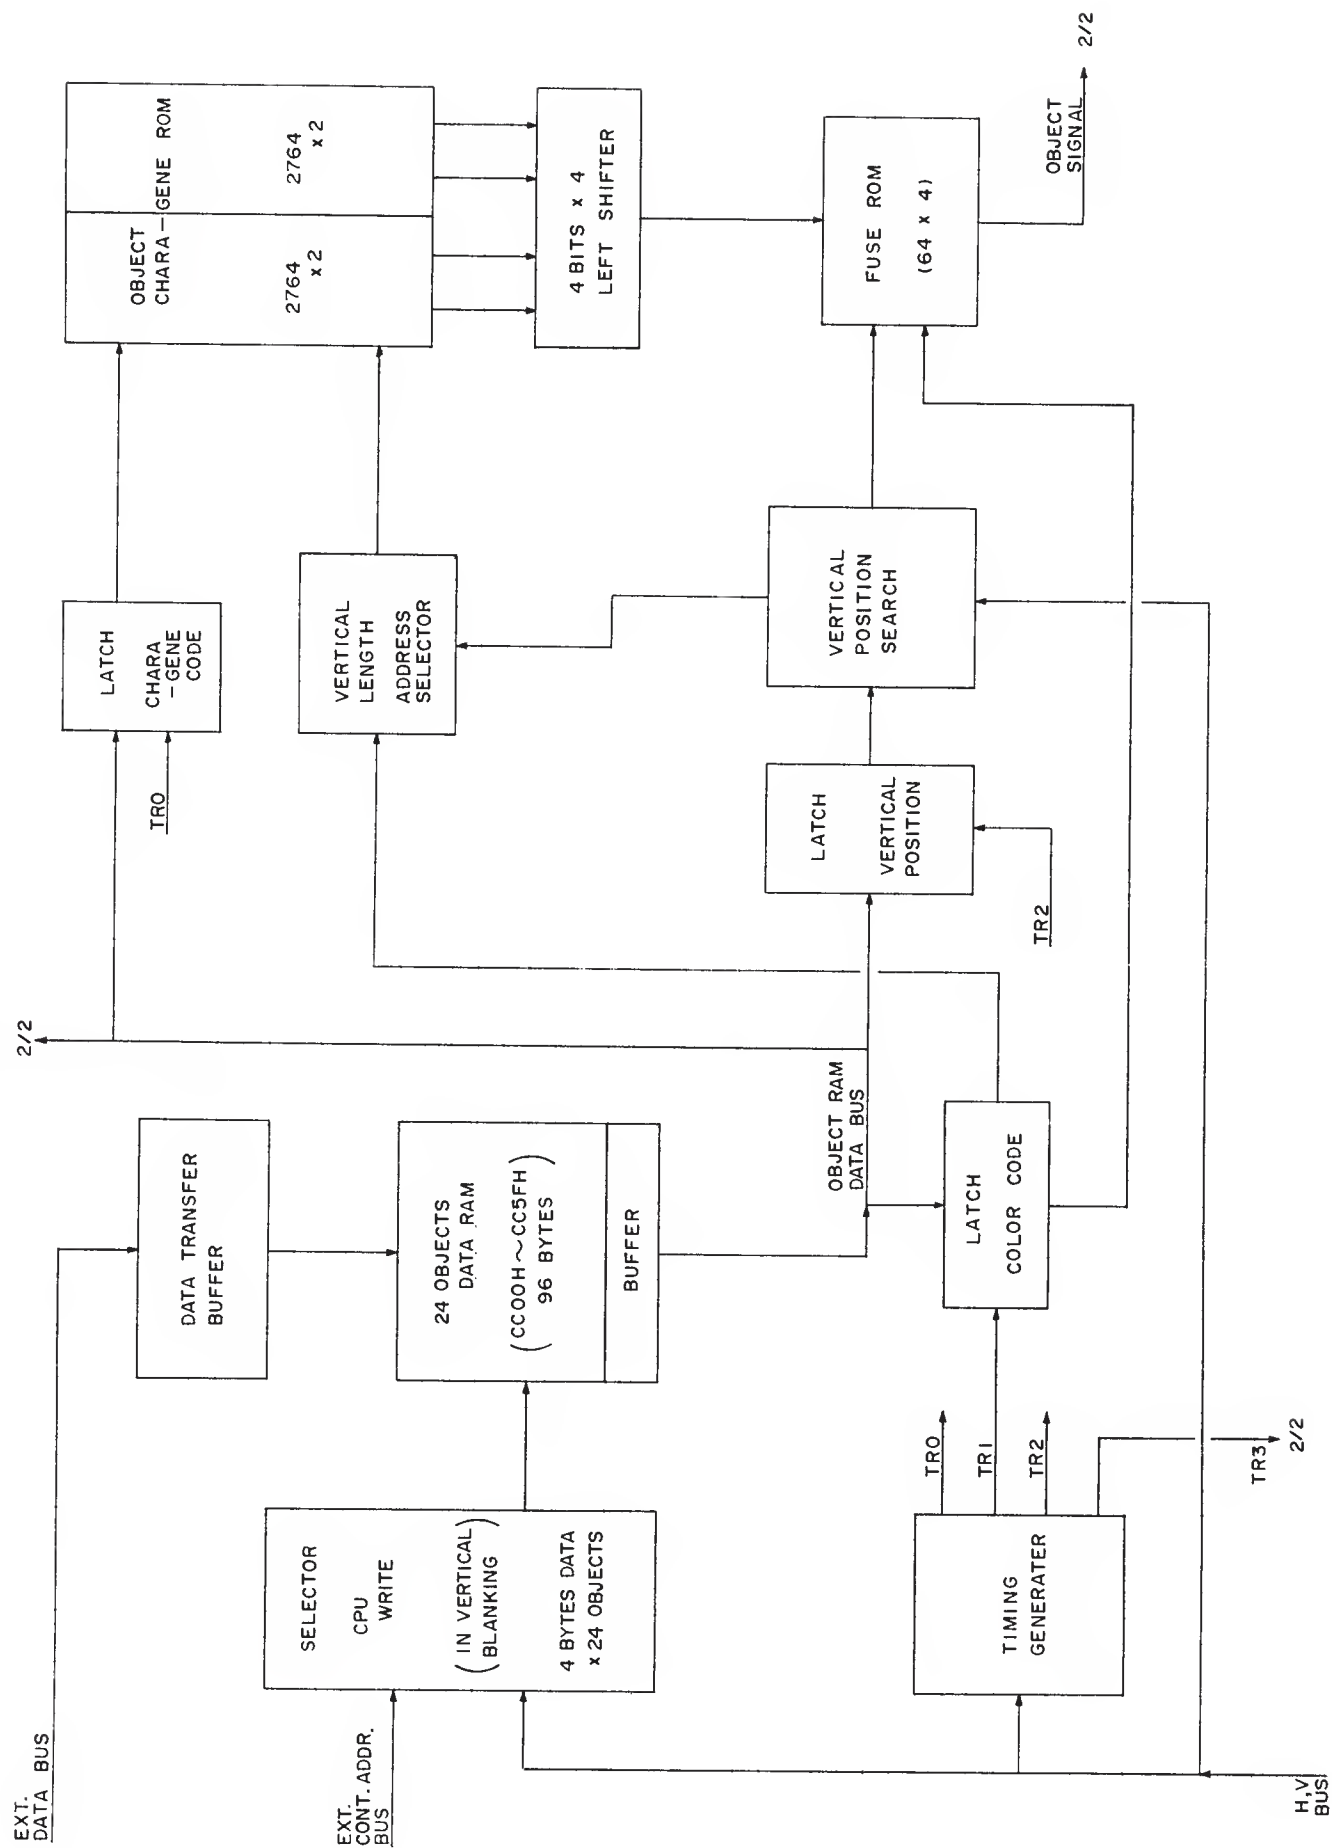 EXT.
DATA BUS
DATA TRANSFER
BUFFER
2/2
LATCH
CHARA
-GENE
CODE
TR0
OBJECT
CHARA-GENE ROM
2764
x 2
2764
x 2
EXT.
CONT. ADDR.
BUS
SELECTOR
CPU
WRITE
(IN VERTICAL
BLANKING)
4 BYTES DATA
x 24 OBJECTS
24 OBJECTS
DATA RAM
(CC00H~CC5FH
96 BYTES)
BUFFER
VERTICAL
LENGTH
ADDRESS
SELECTOR
4 BITS x 4
LEFT SHIFTER
OBJECT RAM
DATA BUS
LATCH
VERTICAL
POSITION
TR2
VERTICAL
POSITION
SEARCH
FUSE ROM
(64 x 4)
OBJECT
SIGNAL
2/2
TIMING
GENERATER
TR0
TR1
TR2
TR3
2/2
LATCH
COLOR CODE
H,V
BUS